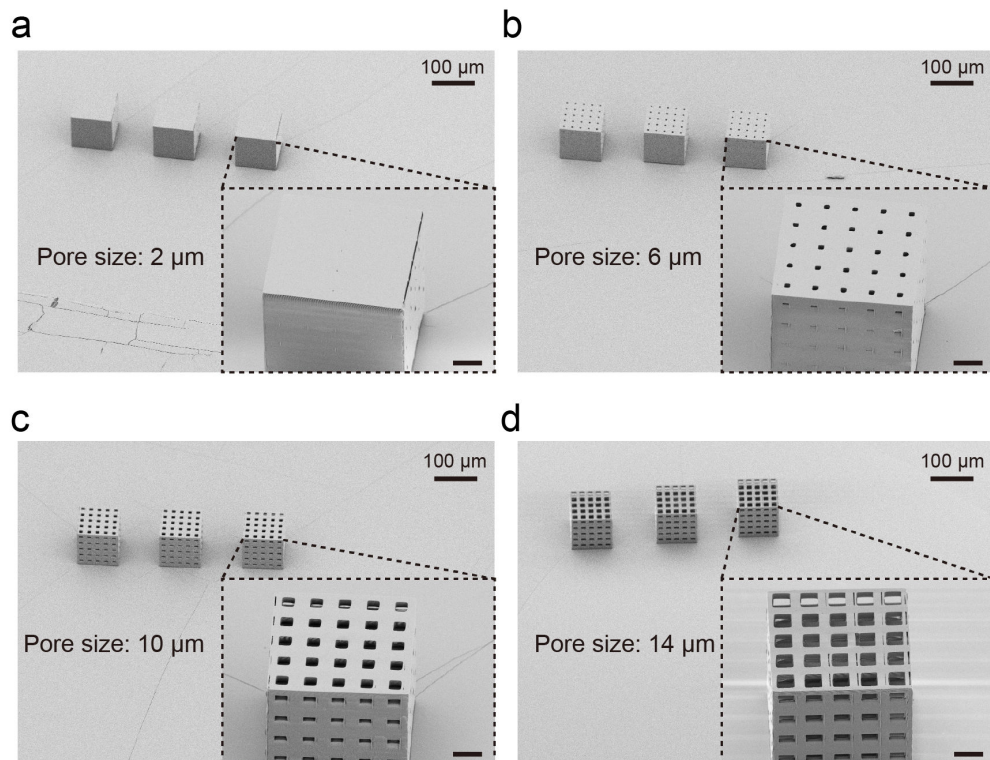 a
100 µm
Pore size: 2 µm
b
100 µm
Pore size: 6 µm
c
100 µm
Pore size: 10 µm
d
100 µm
Pore size: 14 µm